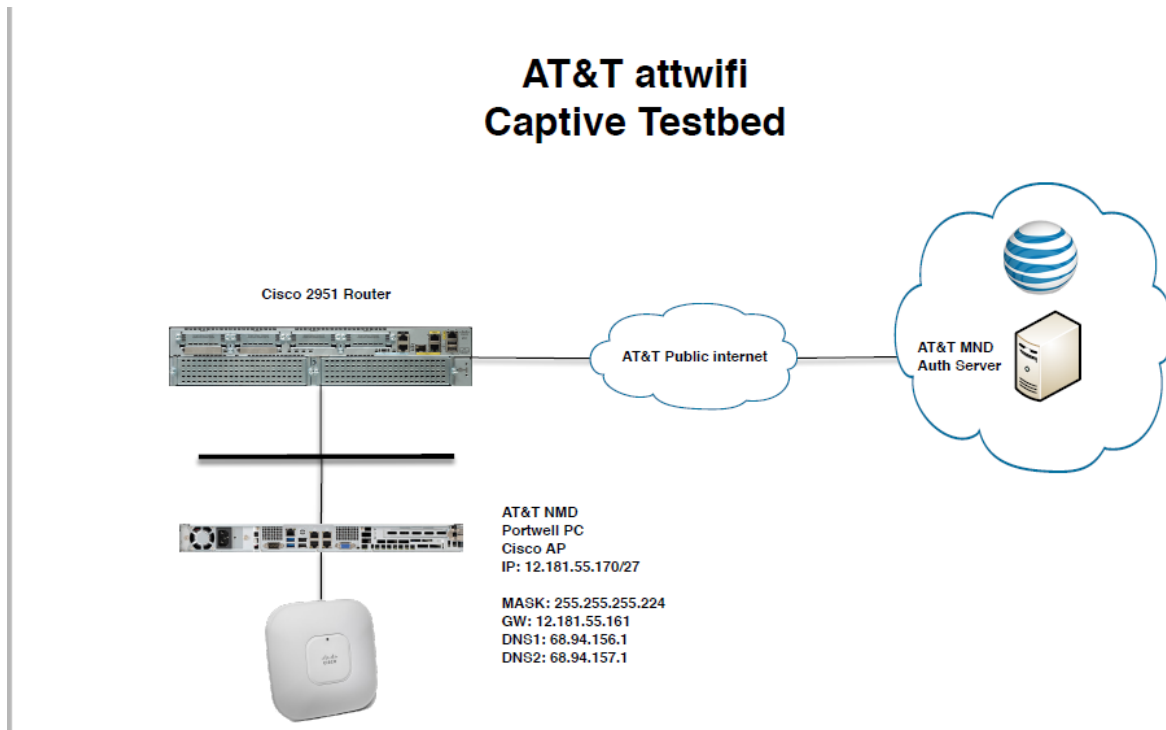 AT&T attwifi
Captive Testbed
Cisco 2951 Router
AT&T Public internet
AT&T MND
Auth Server
AT&T NMD
Portwell PC
Cisco AP
IP: 12.181.55.170/27
MASK: 255.255.255.224
GW: 12.181.55.161
DNS1: 68.94.156.1
DNS2: 68.94.157.1